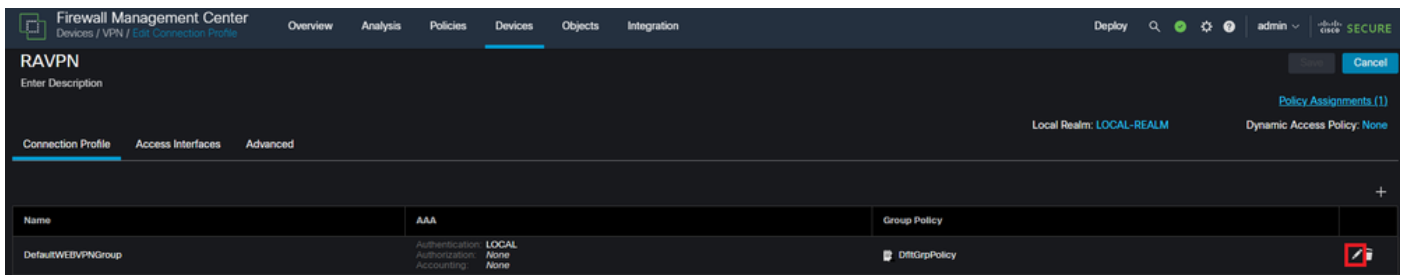 Firewall Management Center
Devices / VPN / Edit Connection Profile
Overview Analysis Policies Devices Objects Integration Deploy admin cisco SECURE
RAVPN
Save Cancel
Enter Description
Policy Assignments (1)
Local Realm: LOCAL-REALM Dynamic Access Policy: None
Connection Profile Access Interfaces Advanced
+
Name AAA Group Policy
Authentication: LOCAL
DefaultWEBVPNGroup Authorization: None DfltGrpPolicy
Accounting: None